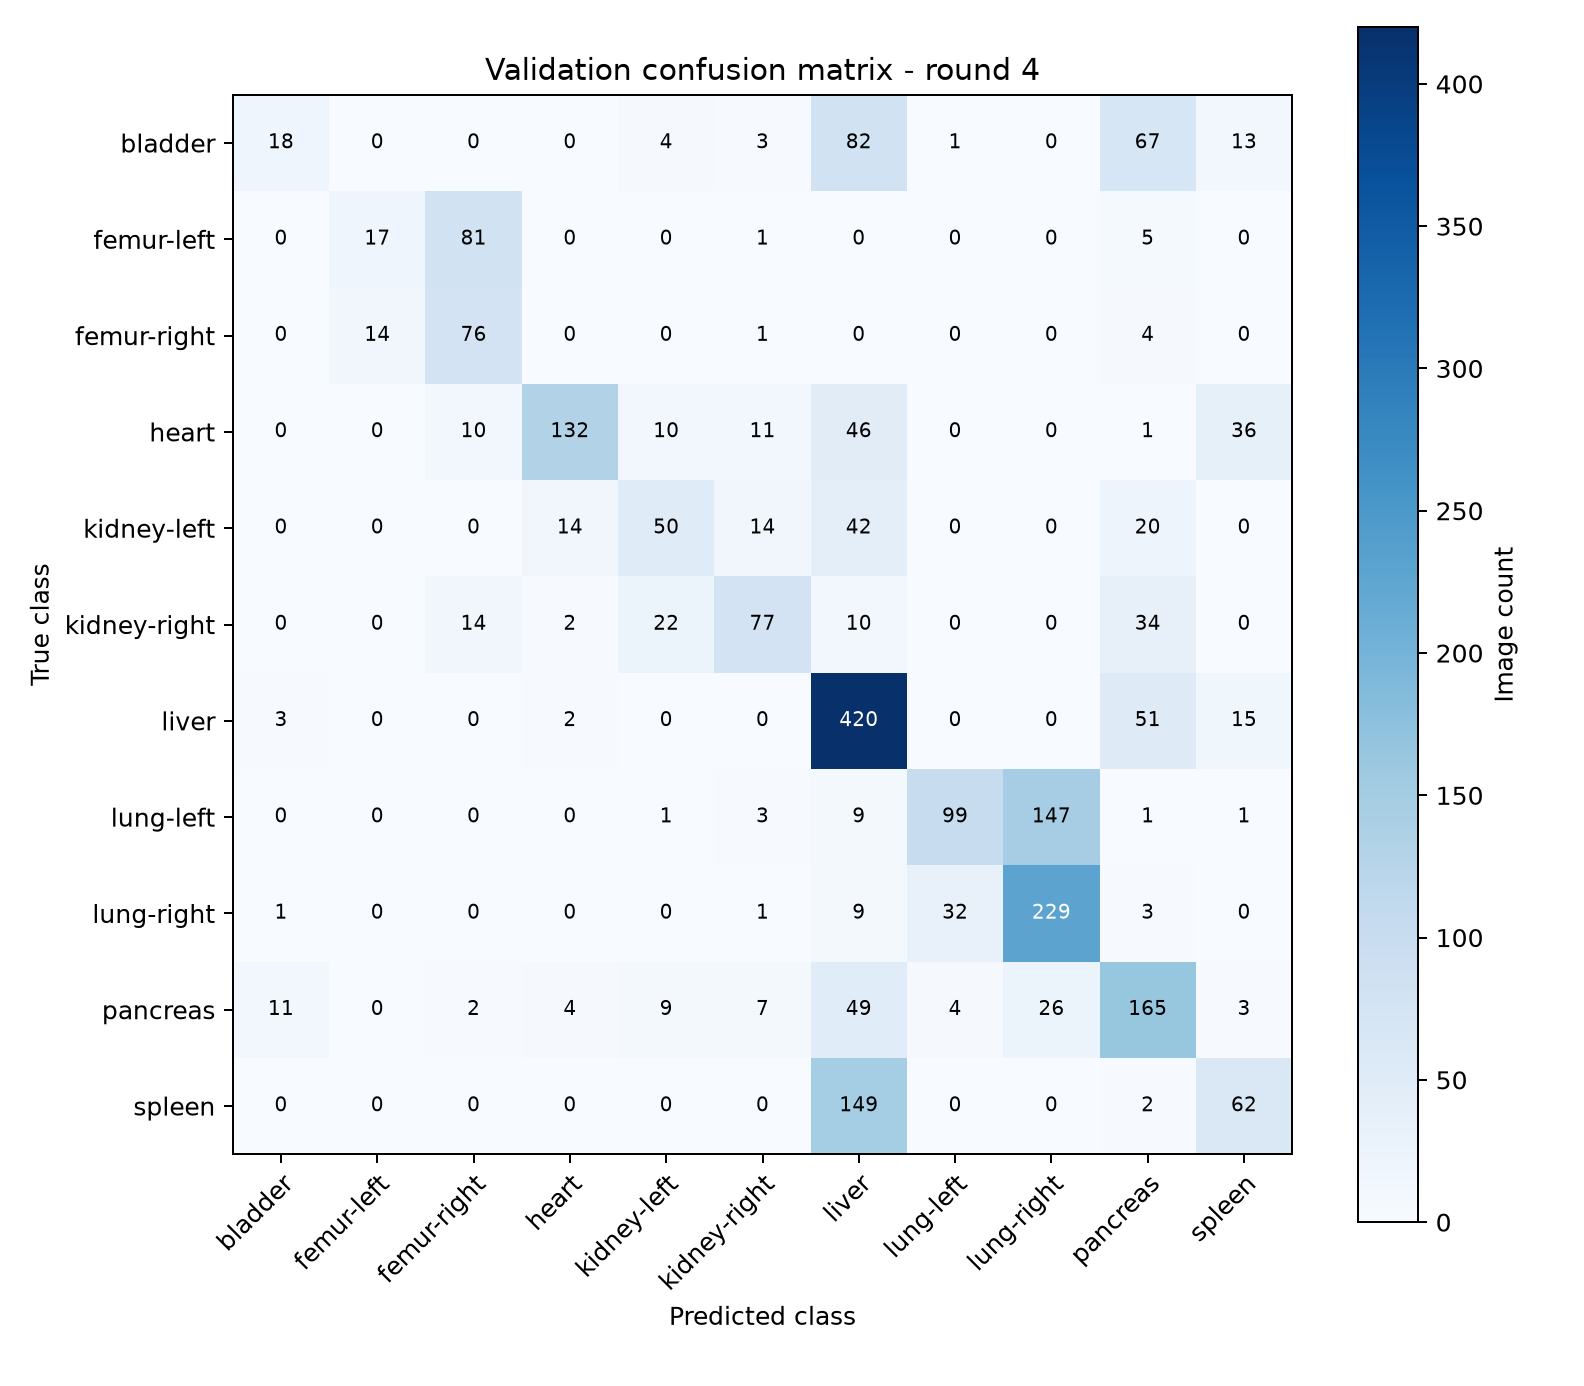 Validation confusion matrix - round 4
bladder 18 0 0 0 4 3 82 1 0 67 13
femur-left 0 17 81 0 0 1 0 0 0 5 0
femur-right 0 14 76 0 0 1 0 0 0 4 0
heart 0 0 10 132 10 11 46 0 0 1 36
kidney-left 0 0 0 14 50 14 42 0 0 20 0
kidney-right 0 0 14 2 22 77 10 0 0 34 0
liver 3 0 0 2 0 0 420 0 0 51 15
lung-left 0 0 0 0 1 3 9 99 147 1 1
lung-right 1 0 0 0 0 1 9 32 229 3 0
pancreas 11 0 2 4 9 7 49 4 26 165 3
spleen 0 0 0 0 0 0 149 0 0 2 62
bladder femur-left femur-right heart kidney-left kidney-right liver lung-left lung-right pancreas spleen
Predicted class
True class
400
350
300
250
200
150
100
50
0
Image count